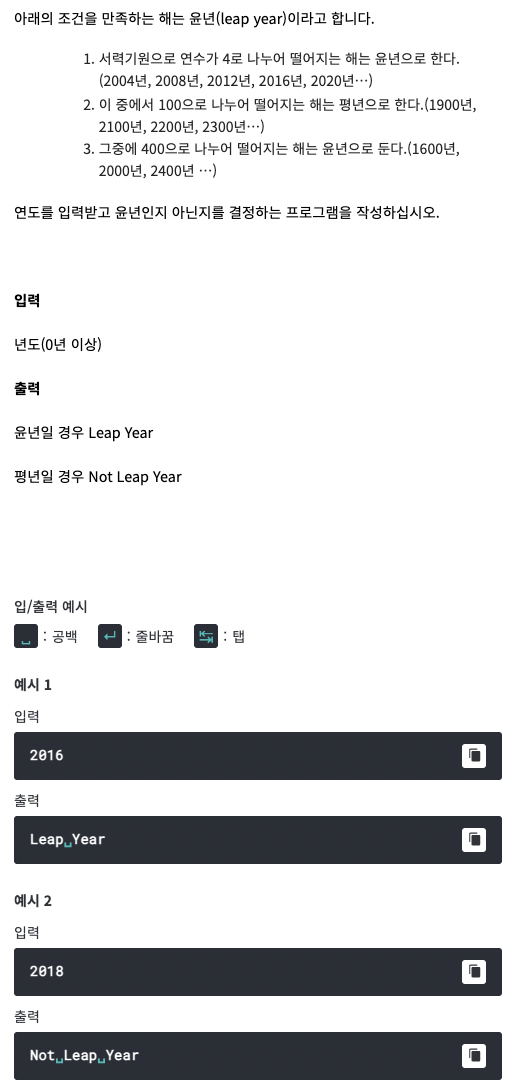 아래의 조건을 만족하는 해는 윤년(leap year)이라고 합니다.
1. 서력기원으로 연수가 4로 나누어 떨어지는 해는 윤년으로 한다.
(2004년, 2008년, 2012년, 2016년, 2020년…)
2. 이 중에서 100으로 나누어 떨어지는 해는 평년으로 한다.(1900년,
2100년, 2200년, 2300년…)
3. 그중에 400으로 나누어 떨어지는 해는 윤년으로 둔다.(1600년,
2000년, 2400년 …)
연도를 입력받고 윤년인지 아닌지를 결정하는 프로그램을 작성하십시오.
입력
년도(0년 이상)
출력
윤년일 경우 Leap Year
평년일 경우 Not Leap Year
입/출력 예시
␣ : 공백 ↵ : 줄바꿈 ↹ : 탭
예시 1
입력
2016
출력
Leap␣Year
예시 2
입력
2018
출력
Not␣Leap␣Year